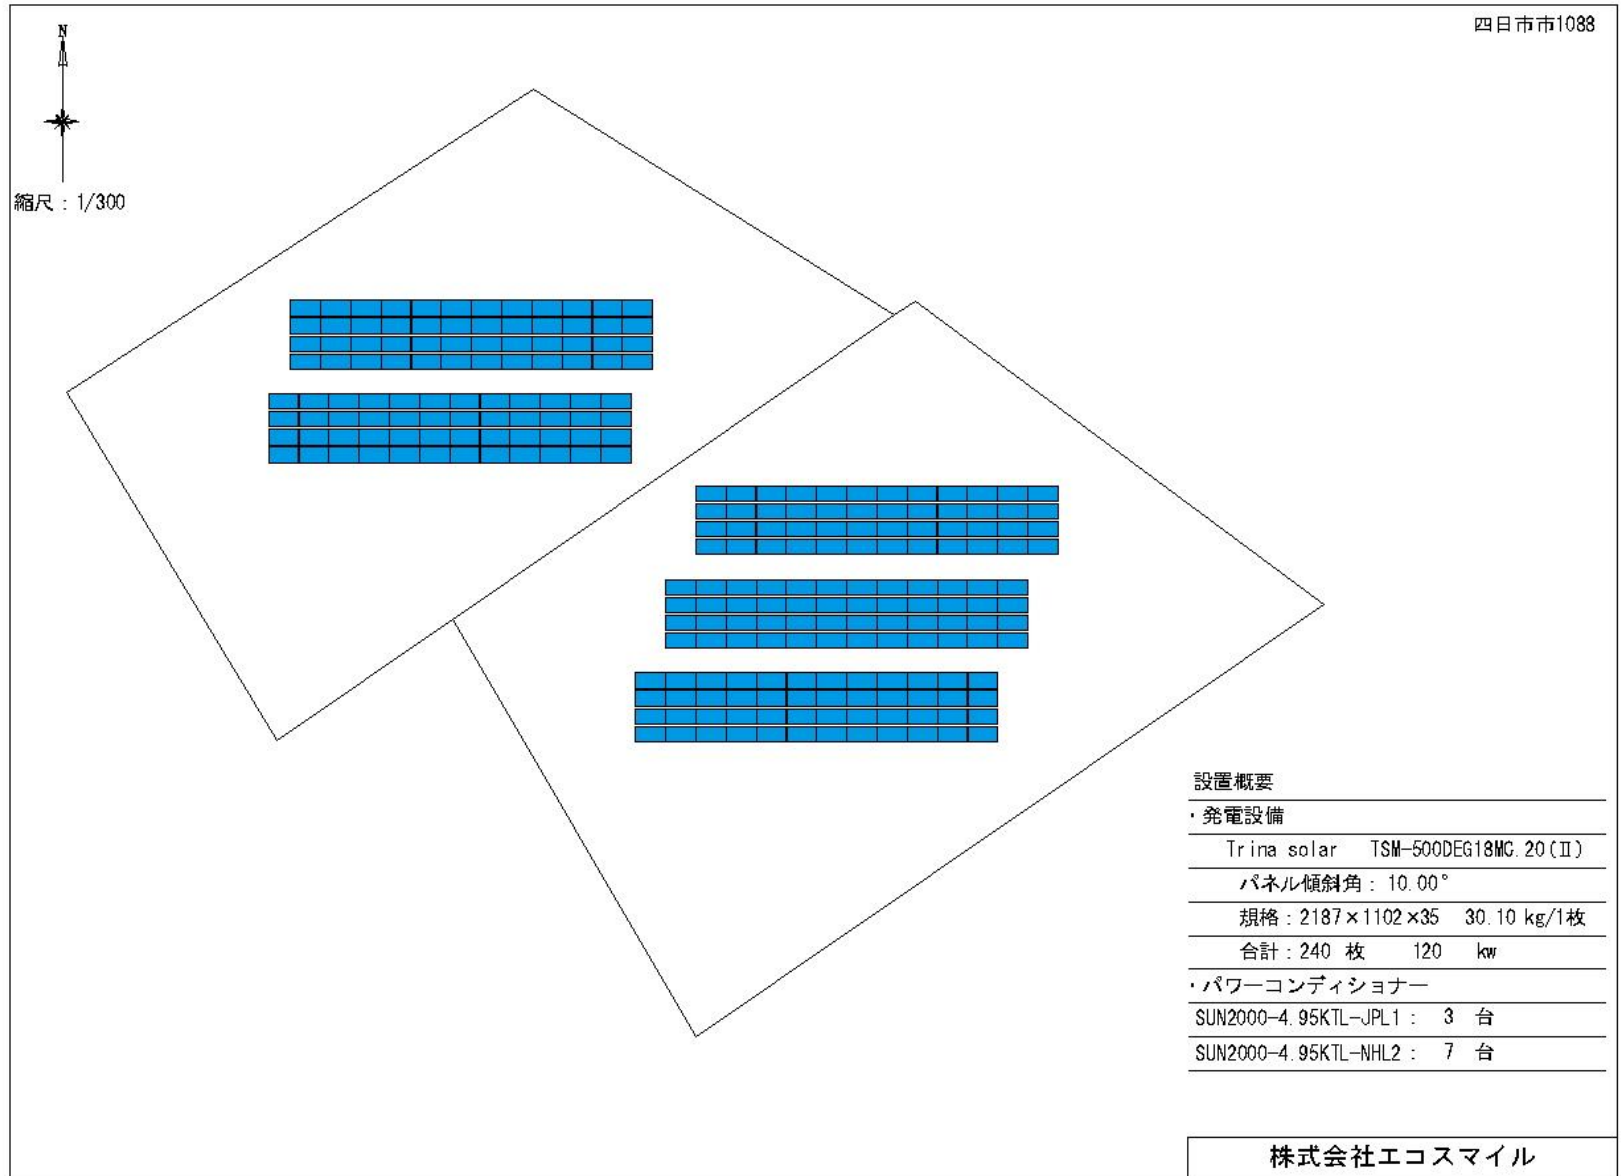 四日市市1088
N
縮尺：1/300
設置概要
・発電設備
Trina solar TSM-500DEG18MC.20(Ⅱ)
パネル傾斜角：10.00°
規格：2187×1102×35 30.10 kg/1枚
合計：240 枚 120 kw
・パワーコンディショナー
SUN2000-4.95KTL-JPL1： 3 台
SUN2000-4.95KTL-NHL2： 7 台
株式会社エコスマイル